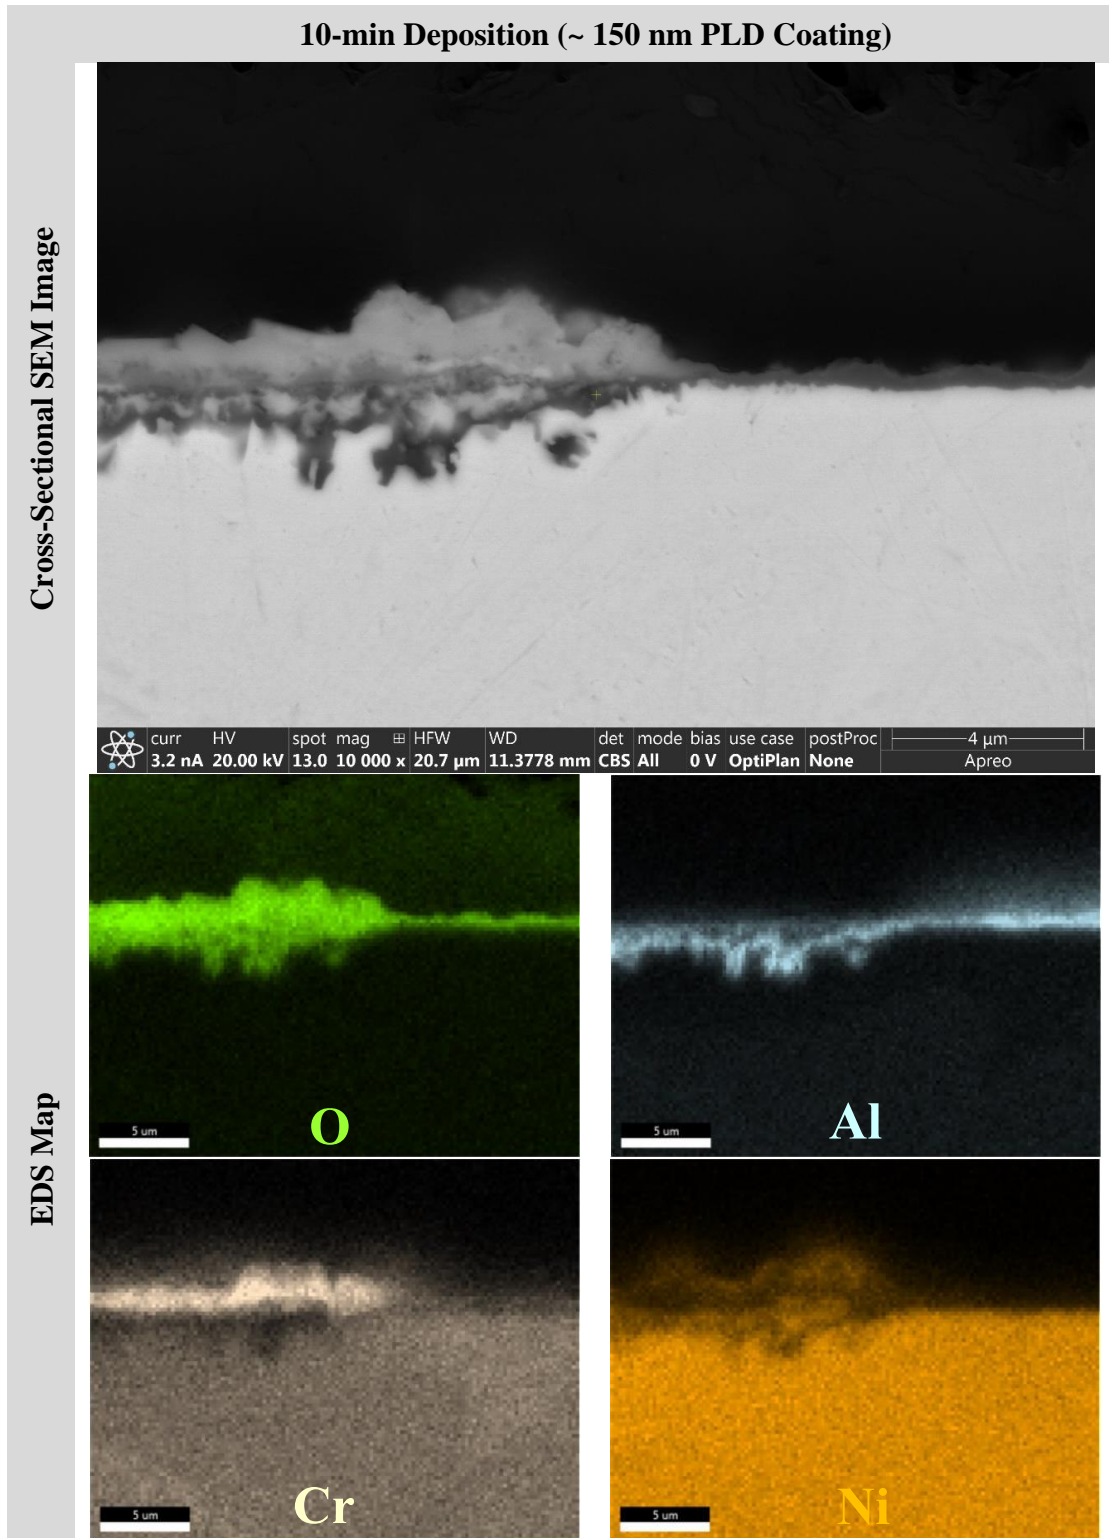 10-min Deposition (~ 150 nm PLD Coating)
Cross-Sectional SEM Image
curr HV spot mag HFW WD det mode bias use case postProc 4 µm
3.2 nA 20.00 kV 13.0 10 000 x 20.7 µm 11.3778 mm CBS All 0 V OptiPlan None Apreo
EDS Map
5 um O
5 um Al
5 um Cr
5 um Ni